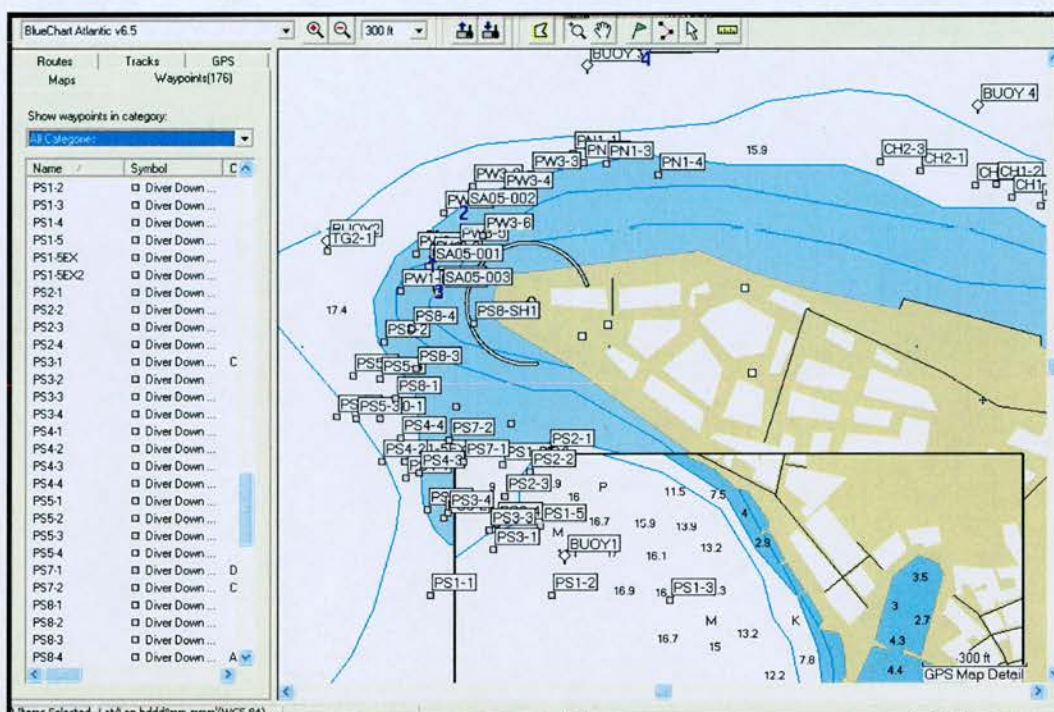 BlueChart Atlantic v6.5
300 ft
Routes
Tracks
GPS
Maps
Waypoints(176)
Show waypoints in category:
All Categories
Name
Symbol
PS1-2 Diver Down ...
PS1-3 Diver Down ...
PS1-4 Diver Down ...
PS1-5 Diver Down ...
PS1-5EX Diver Down ...
PS1-5EX2 Diver Down ...
PS2-1 Diver Down ...
PS2-2 Diver Down ...
PS2-3 Diver Down ...
PS2-4 Diver Down ...
PS3-1 Diver Down ... C
PS3-2 Diver Down ...
PS3-3 Diver Down ...
PS3-4 Diver Down ...
PS4-1 Diver Down ...
PS4-2 Diver Down ...
PS4-3 Diver Down ...
PS4-4 Diver Down ...
PS5-1 Diver Down ...
PS5-2 Diver Down ...
PS5-3 Diver Down ...
PS5-4 Diver Down ...
PS7-1 Diver Down ... D
PS7-2 Diver Down ... C
PS8-1 Diver Down ...
PS8-2 Diver Down ...
PS8-3 Diver Down ...
PS8-4 Diver Down ... A
BUOY
4
BUOY 4
PN1-3
PN1-4
15.9
CH2-3
CH2-1
PW3-3
PW3-4
SA05-002
2
PW3-6
TG2-1
SA05-001
SA05-003
3
17.4
PS8-4
PS8-SH1
PS8-3
PS8-1
PS5-3
PS4-4
PS7-2
PS2-1
PS4-2
PS7-1
PS4-3
PS2-2
PS2-3
16
P
11.5
7.5
PS3-4
PS3-3
PS1-5
16.7
15.9
13.9
4
PS3-1
M
BUOY1
16.1
13.2
2.9
PS1-1
PS1-2
16.9
PS1-3
3.5
3
2.7
M
K
16.7
13.2
15
4.3
7.8
12.2
4.4
300 ft
GPS Map Detail